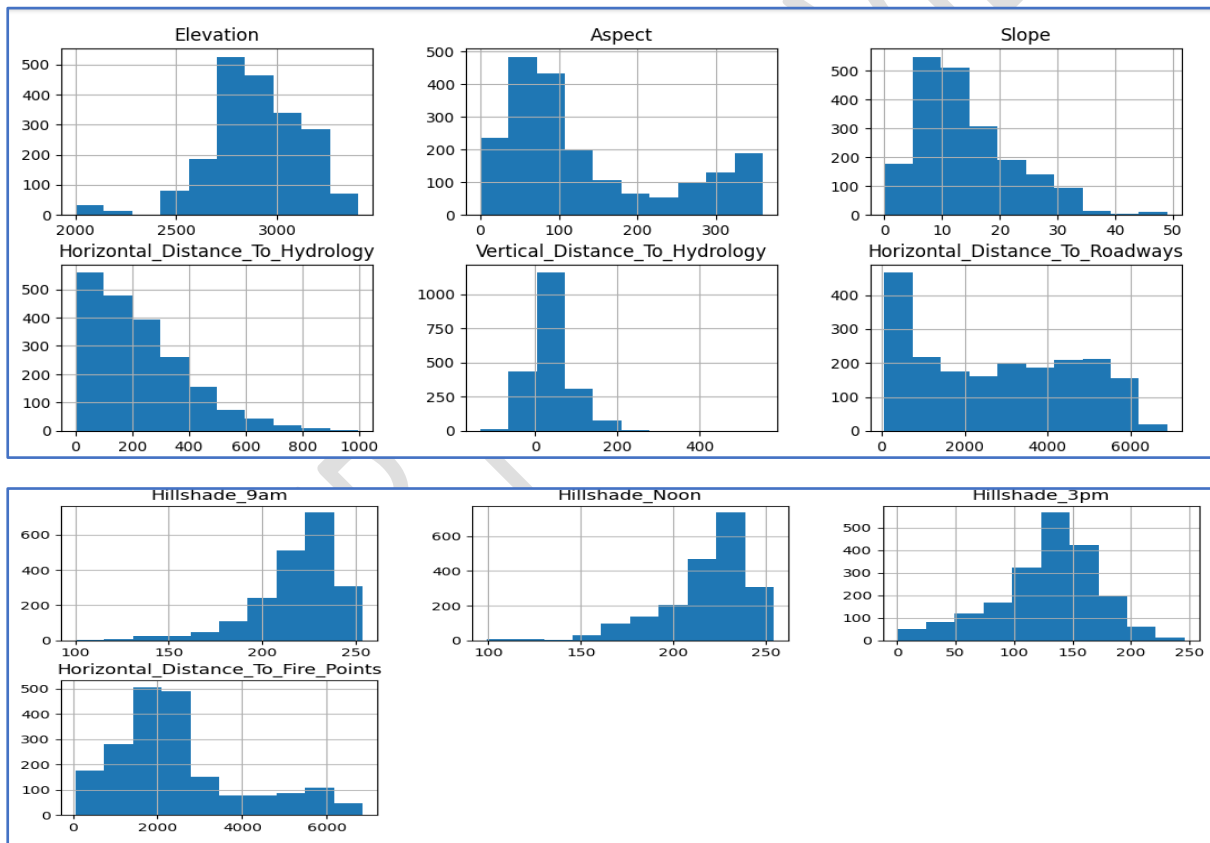 Elevation
500
400
300
200
100
0
2000 2500 3000
Aspect
500
400
300
200
100
0
0 100 200 300
Slope
500
400
300
200
100
0
0 10 20 30 40 50
Horizontal_Distance_To_Hydrology
500
400
300
200
100
0
0 200 400 600 800 1000
Vertical_Distance_To_Hydrology
1000
750
500
250
0
0 200 400
Horizontal_Distance_To_Roadways
400
300
200
100
0
0 2000 4000 6000
Hillshade_9am
600
400
200
0
100 150 200 250
Hillshade_Noon
600
400
200
0
100 150 200 250
Hillshade_3pm
500
400
300
200
100
0
0 50 100 150 200 250
Horizontal_Distance_To_Fire_Points
500
400
300
200
100
0
0 2000 4000 6000